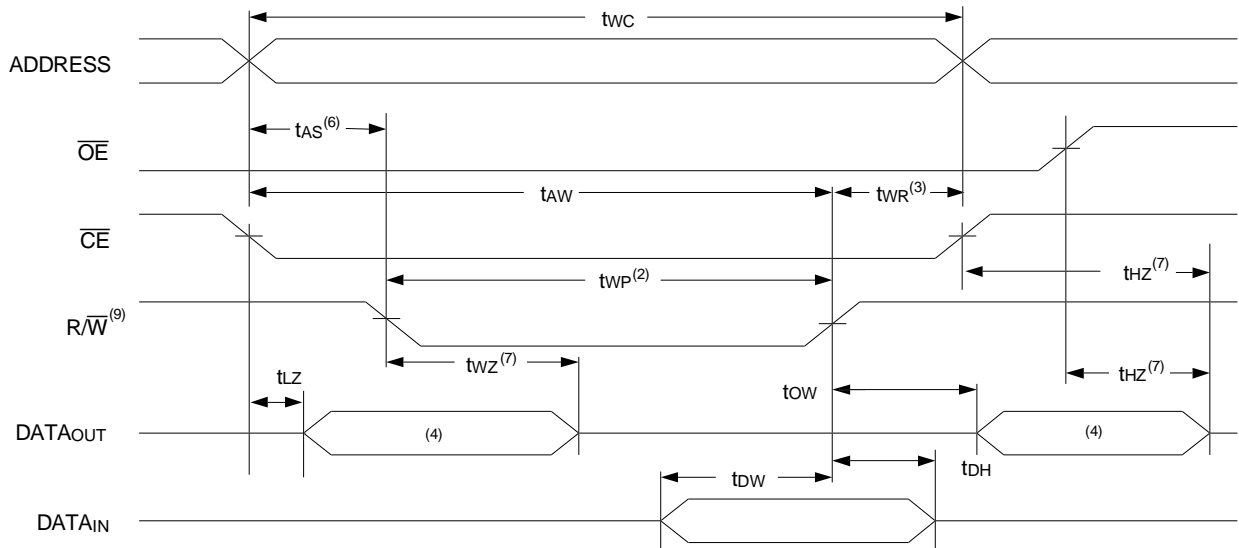 tWC
ADDRESS
tAS(6)
OE
tAW
tWR(3)
CE
tWP(2)
tHZ(7)
R/W(9)
tWZ(7)
tLZ
tHZ(7)
tOW
DATAOUT
(4)
(4)
tDW
tDH
DATAIN